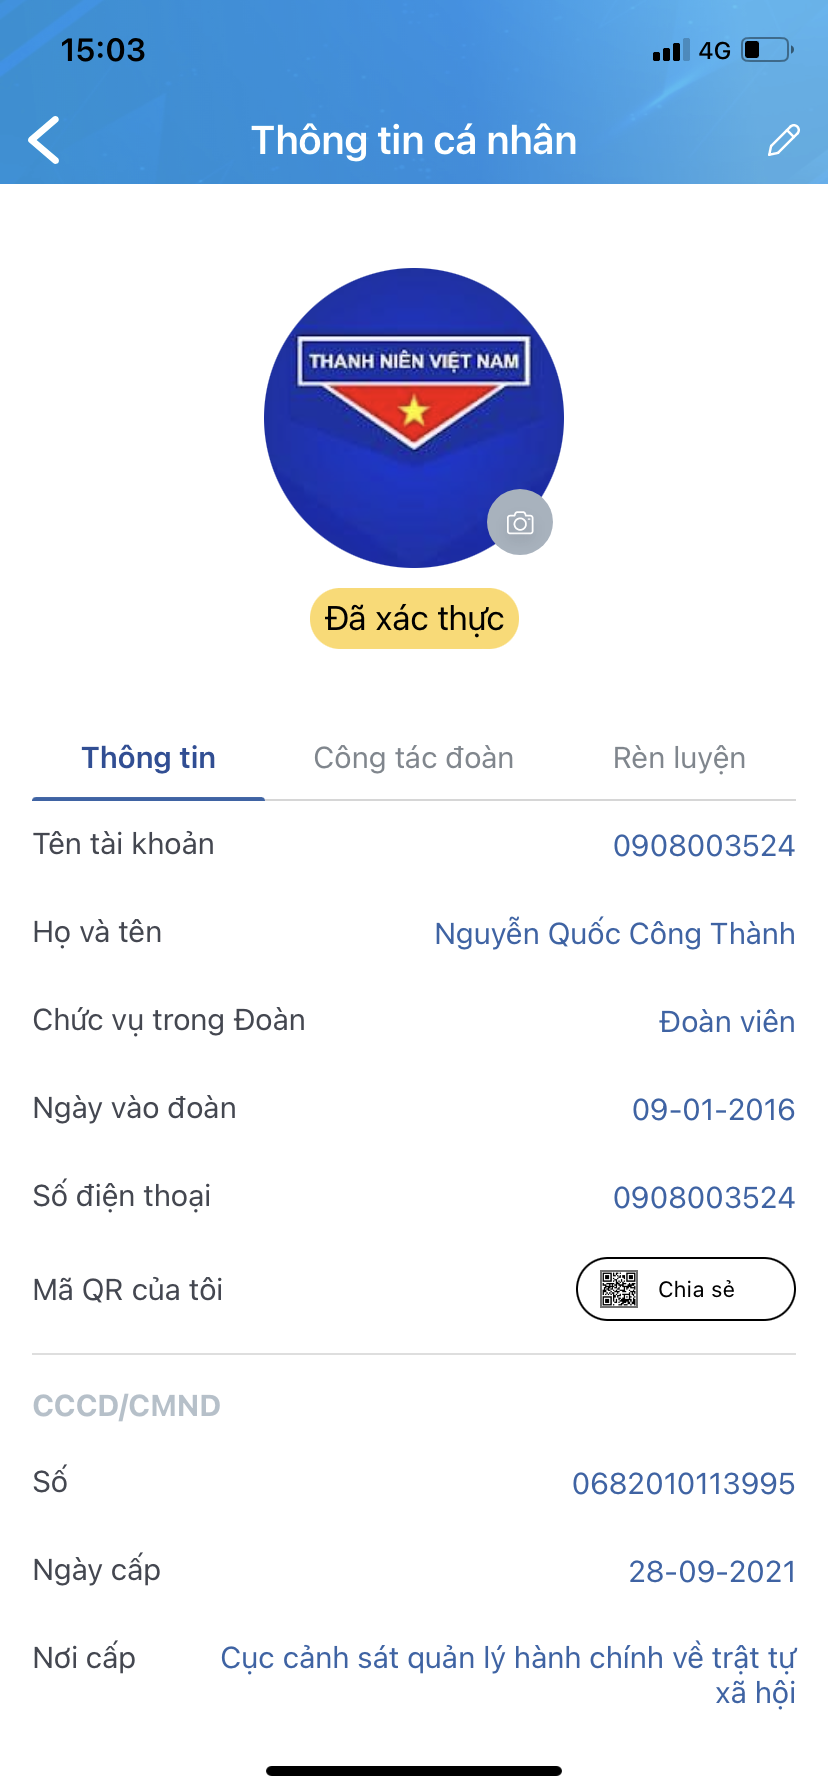 15:03
4G
Thông tin cá nhân
THANH NIÊN VIỆT NAM
Đã xác thực
Thông tin Công tác đoàn Rèn luyện
Tên tài khoản 0908003524
Họ và tên Nguyễn Quốc Công Thành
Chức vụ trong Đoàn Đoàn viên
Ngày vào đoàn 09-01-2016
Số điện thoại 0908003524
Mã QR của tôi Chia sẻ
CCCD/CMND
Số 0682010113995
Ngày cấp 28-09-2021
Nơi cấp Cục cảnh sát quản lý hành chính về trật tự
xã hội